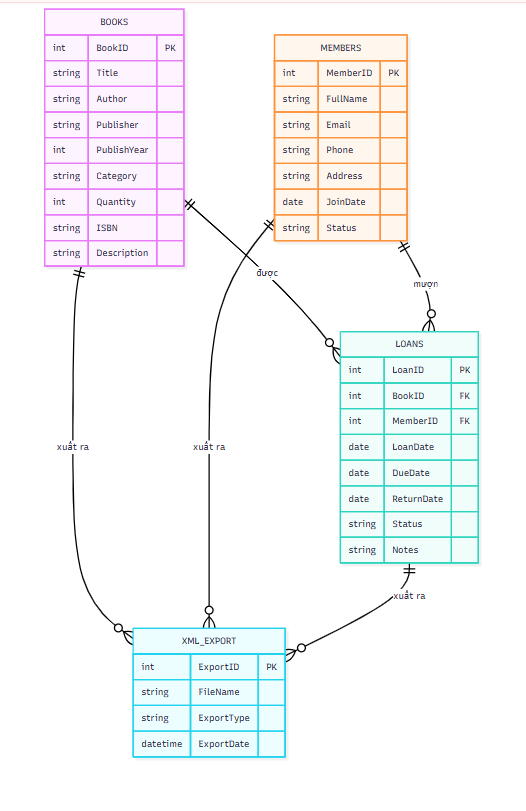 BOOKS
int BookID PK
string Title
string Author
string Publisher
int PublishYear
string Category
int Quantity
string ISBN
string Description
MEMBERS
int MemberID PK
string FullName
string Email
string Phone
string Address
date JoinDate
string Status
được
mượn
LOANS
int LoanID PK
int BookID FK
int MemberID FK
date LoanDate
date DueDate
date ReturnDate
string Status
string Notes
xuất ra
xuất ra
xuất ra
XML_EXPORT
int ExportID PK
string FileName
string ExportType
datetime ExportDate